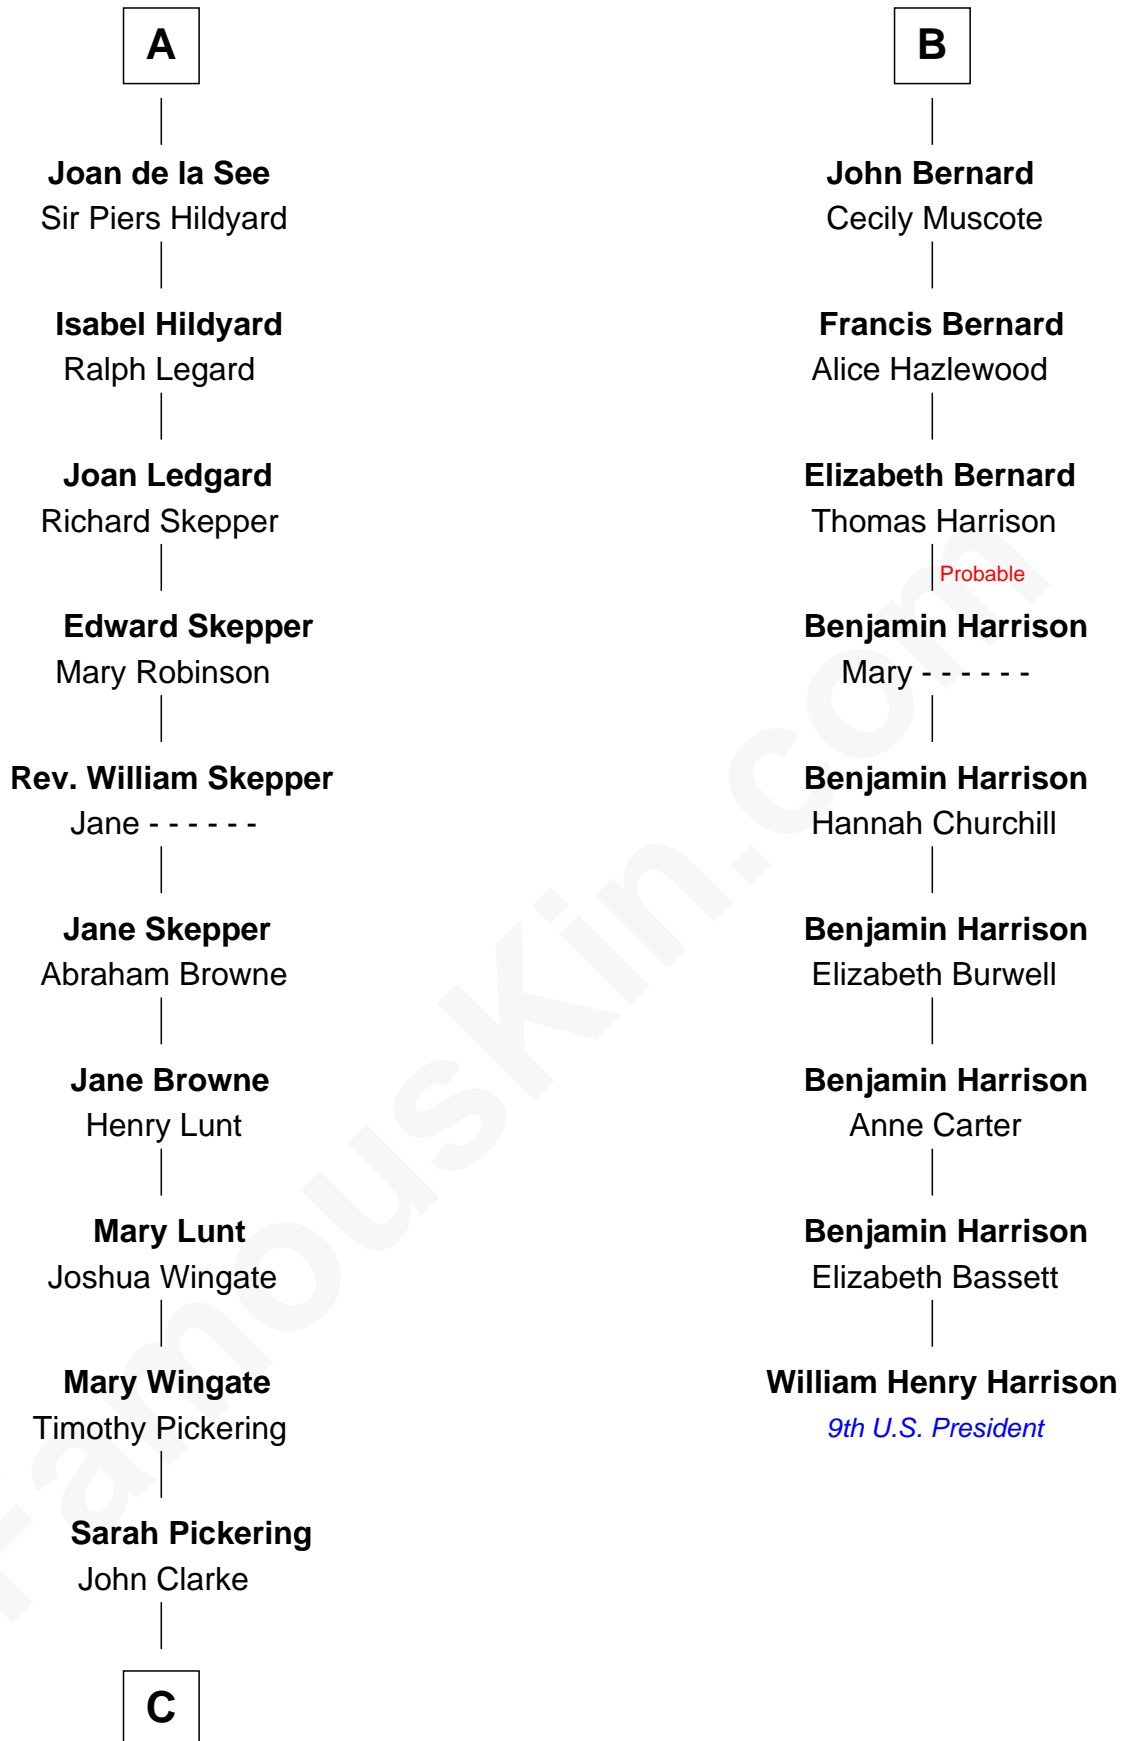 A
Joan de la See
Sir Piers Hildyard
Isabel Hildyard
Ralph Legard
Joan Ledgard
Richard Skepper
Edward Skepper
Mary Robinson
Rev. William Skepper
Jane - - - - - -
Jane Skepper
Abraham Browne
Jane Browne
Henry Lunt
Mary Lunt
Joshua Wingate
Mary Wingate
Timothy Pickering
Sarah Pickering
John Clarke
C
B
John Bernard
Cecily Muscote
Francis Bernard
Alice Hazlewood
Elizabeth Bernard
Thomas Harrison
Probable
Benjamin Harrison
Mary - - - - - -
Benjamin Harrison
Hannah Churchill
Benjamin Harrison
Elizabeth Burwell
Benjamin Harrison
Anne Carter
Benjamin Harrison
Elizabeth Bassett
William Henry Harrison
9th U.S. President
FamousKin.com